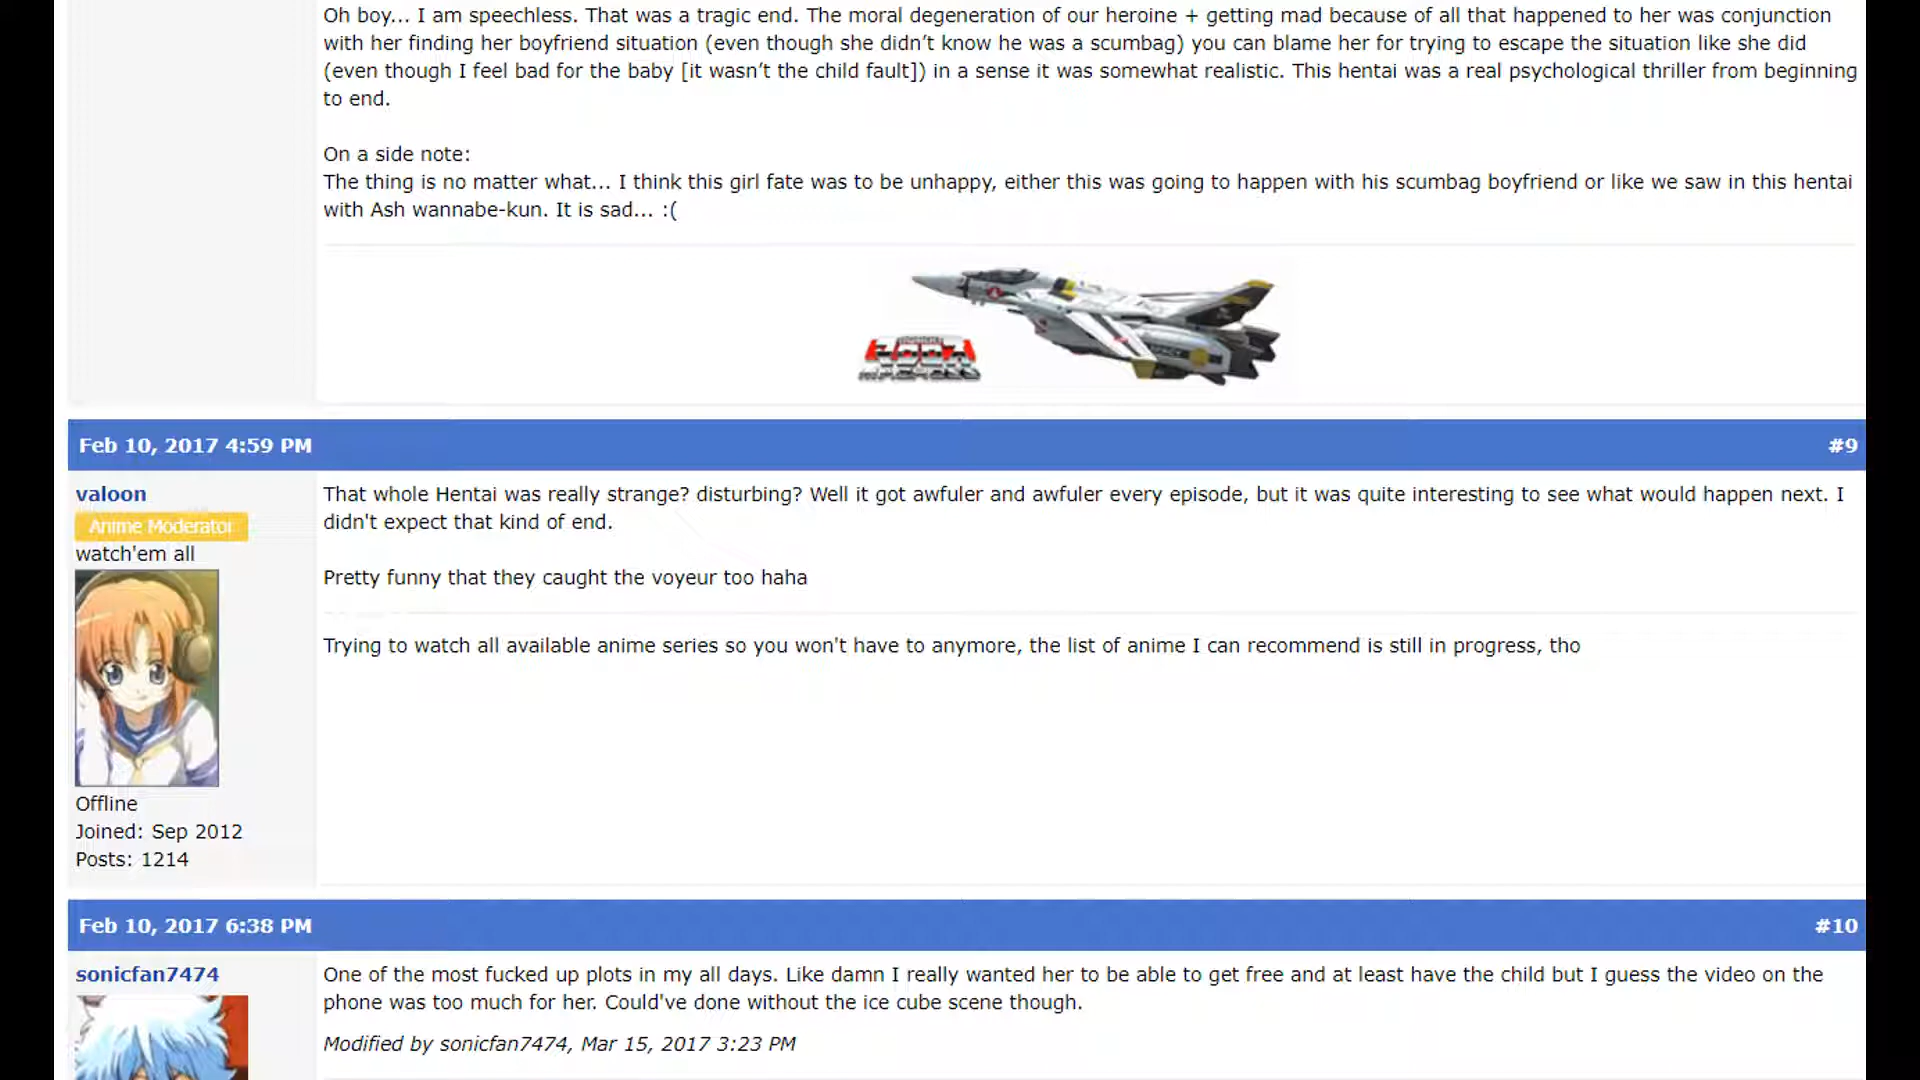 Oh boy... I am speechless. That was a tragic end. The moral degeneration of our heroine + getting mad because of all that happened to her was conjunction
with her finding her boyfriend situation (even though she didn’t know he was a scumbag) you can blame her for trying to escape the situation like she did
(even though I feel bad for the baby [it wasn’t the child fault]) in a sense it was somewhat realistic. This hentai was a real psychological thriller from beginning
to end.
On a side note:
The thing is no matter what... I think this girl fate was to be unhappy, either this was going to happen with his scumbag boyfriend or like we saw in this hentai
with Ash wannabe-kun. It is sad... :(
Feb 10, 2017 4:59 PM
#9
valoon
Anime Moderator
watch'em all
Offline
Joined: Sep 2012
Posts: 1214
That whole Hentai was really strange? disturbing? Well it got awfuler and awfuler every episode, but it was quite interesting to see what would happen next. I
didn't expect that kind of end.
Pretty funny that they caught the voyeur too haha
Trying to watch all available anime series so you won't have to anymore, the list of anime I can recommend is still in progress, tho
Feb 10, 2017 6:38 PM
#10
sonicfan7474
One of the most fucked up plots in my all days. Like damn I really wanted her to be able to get free and at least have the child but I guess the video on the
phone was too much for her. Could've done without the ice cube scene though.
Modified by sonicfan7474, Mar 15, 2017 3:23 PM